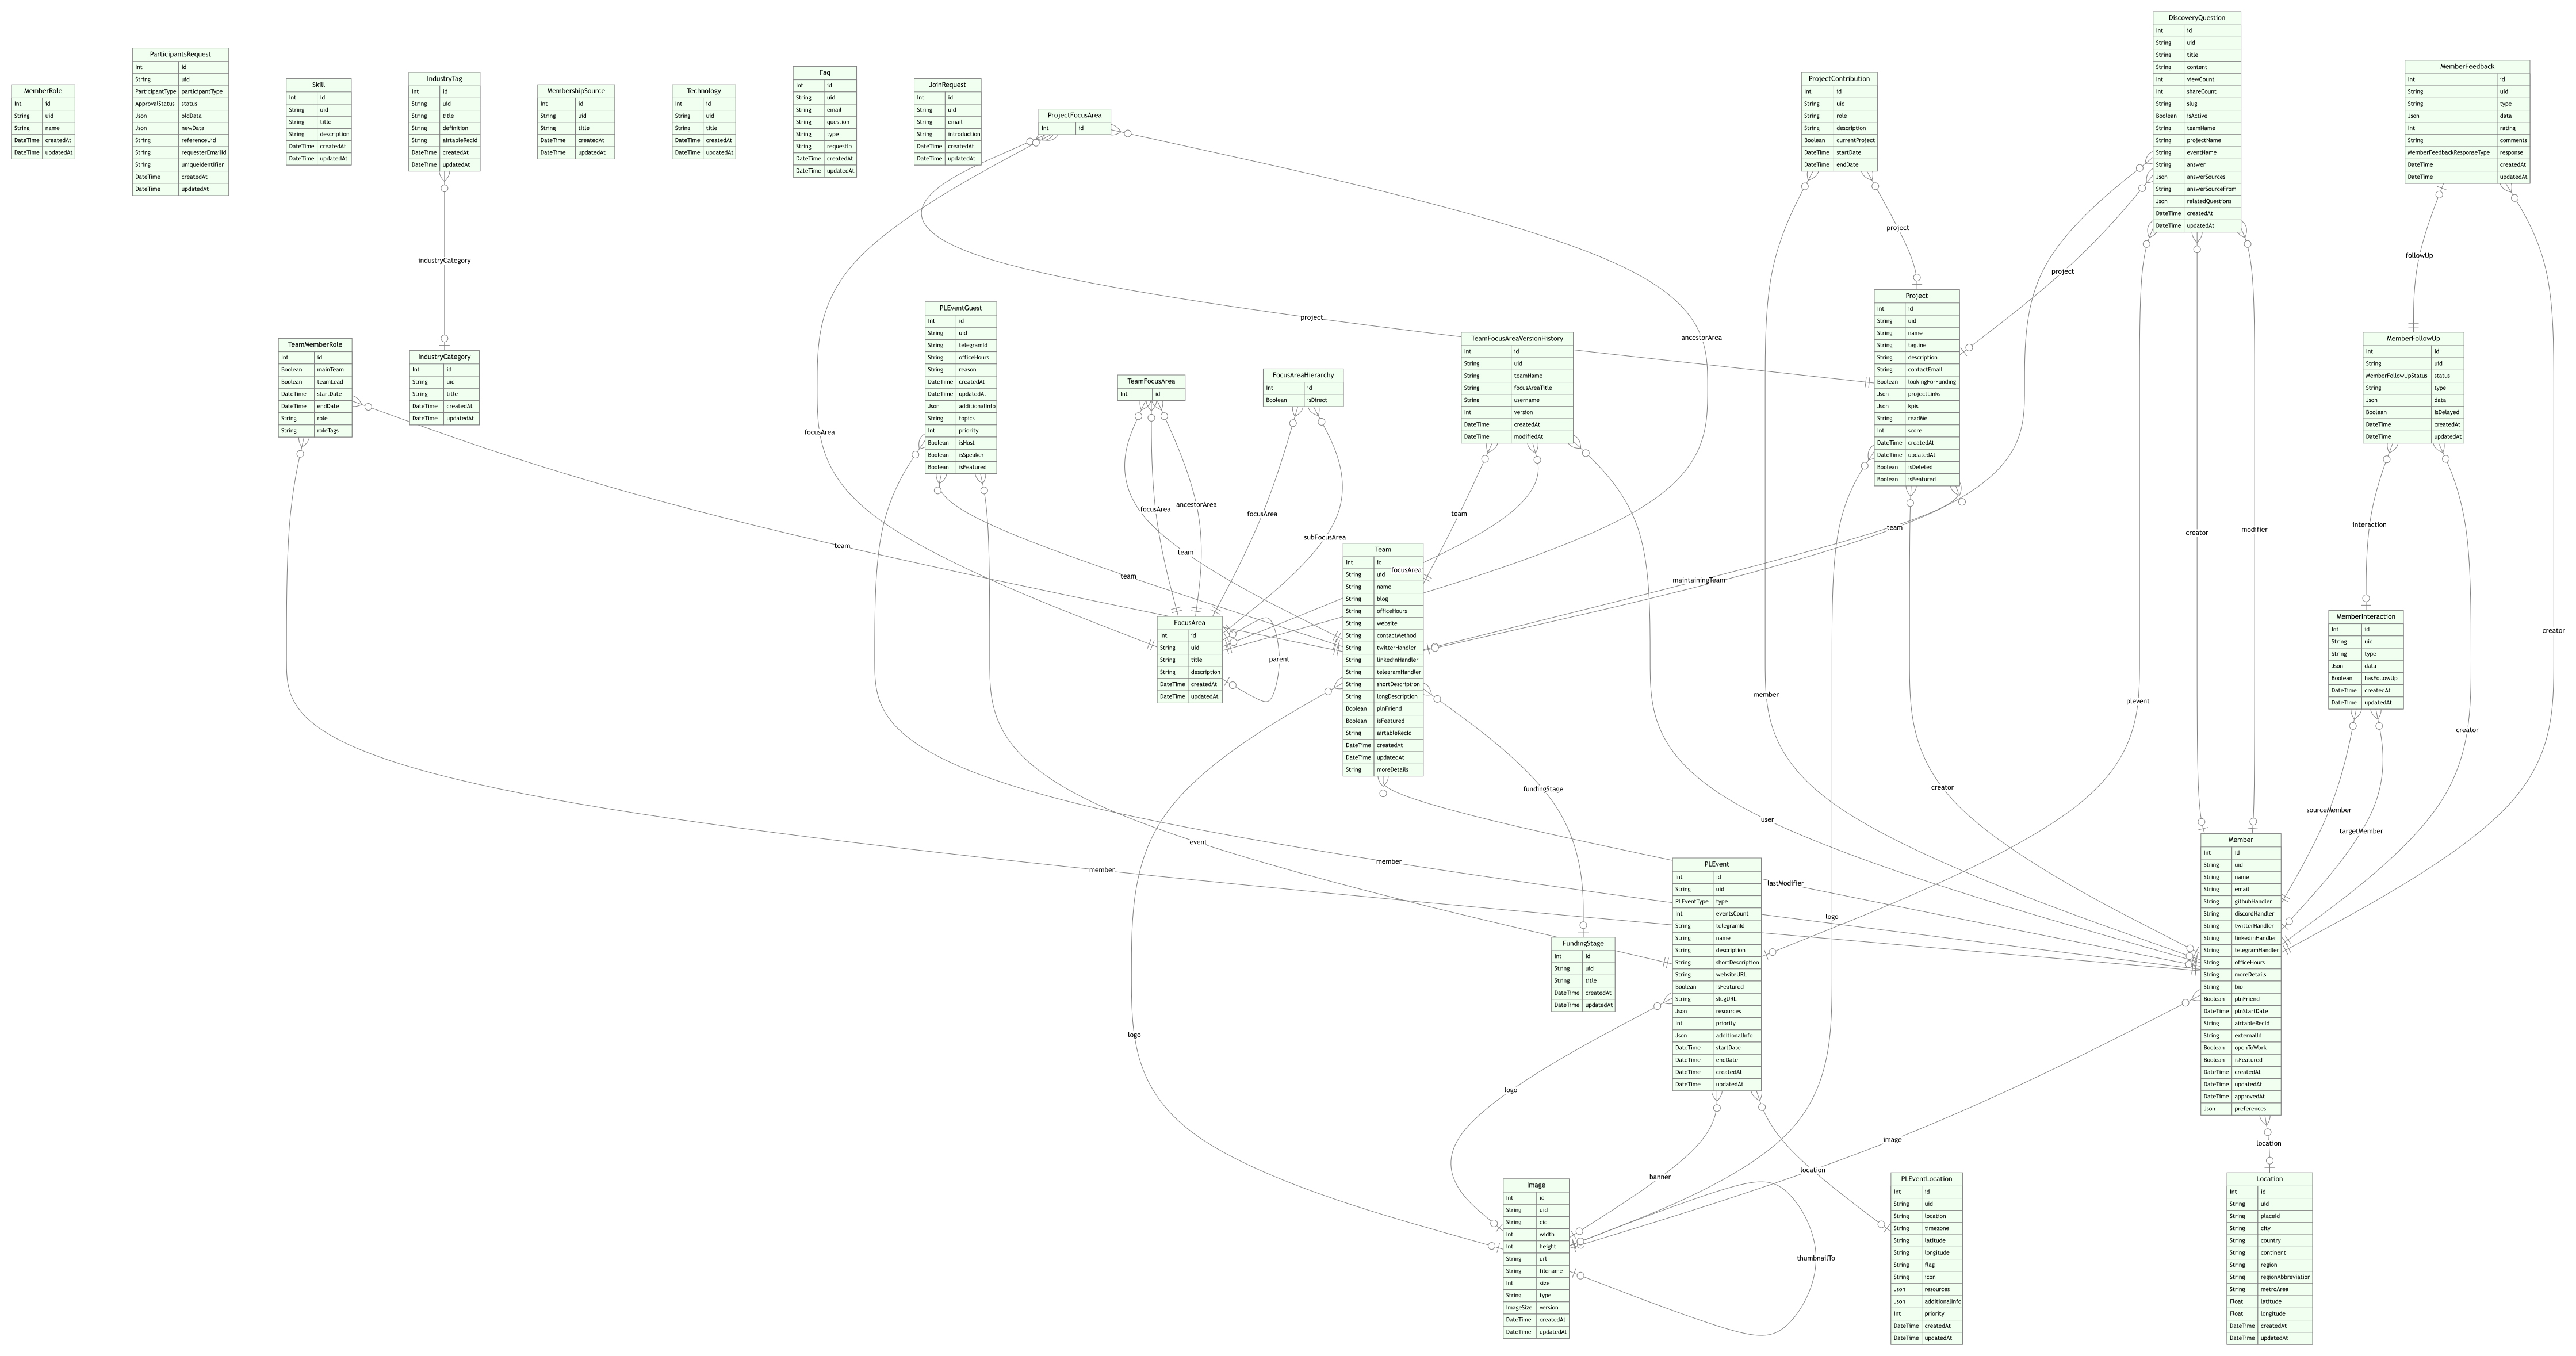 MemberRole
Int id
String uid
String name
DateTime createdAt
DateTime updatedAt
ParticipantsRequest
Int id
String uid
ParticipantType participantType
ApprovalStatus status
Json oldData
Json newData
String referenceUid
String requesterEmailId
String uniqueIdentifier
DateTime createdAt
DateTime updatedAt
Skill
Int id
String uid
String title
String description
DateTime createdAt
DateTime updatedAt
IndustryTag
Int id
String uid
String title
String definition
String airtableRecId
DateTime createdAt
DateTime updatedAt
MembershipSource
Int id
String uid
String title
DateTime createdAt
DateTime updatedAt
Technology
Int id
String uid
String title
DateTime createdAt
DateTime updatedAt
Faq
Int id
String uid
String email
String question
String type
String requestIp
DateTime createdAt
DateTime updatedAt
JoinRequest
Int id
String uid
String email
String introduction
DateTime createdAt
DateTime updatedAt
ProjectFocusArea
Int id
ProjectContribution
Int id
String uid
String role
String description
Boolean currentProject
DateTime startDate
DateTime endDate
DiscoveryQuestion
Int id
String uid
String title
String content
Int viewCount
Int shareCount
String slug
Boolean isActive
String teamName
String projectName
String eventName
String answer
Json answerSources
String answerSourceFrom
Json relatedQuestions
DateTime createdAt
DateTime updatedAt
MemberFeedback
Int id
String uid
String type
Json data
Int rating
String comments
MemberFeedbackResponseType response
DateTime createdAt
DateTime updatedAt
industryCategory
project
project
followUp
project
ancestorArea
TeamMemberRole
Int id
Boolean mainTeam
Boolean teamLead
DateTime startDate
DateTime endDate
String role
String roleTags
IndustryCategory
Int id
String uid
String title
DateTime createdAt
DateTime updatedAt
focusArea
PLEventGuest
Int id
String uid
String telegramId
String officeHours
String reason
DateTime createdAt
DateTime updatedAt
Json additionalInfo
String topics
Int priority
Boolean isHost
Boolean isSpeaker
Boolean isFeatured
TeamFocusArea
Int id
FocusAreaHierarchy
Int id
Boolean isDirect
TeamFocusAreaVersionHistory
Int id
String uid
String teamName
String focusAreaTitle
String username
Int version
DateTime createdAt
DateTime modifiedAt
Project
Int id
String uid
String name
String tagline
String description
String contactEmail
Boolean lookingForFunding
Json projectLinks
Json kpis
String readMe
Int score
DateTime createdAt
DateTime updatedAt
Boolean isDeleted
Boolean isFeatured
MemberFollowUp
Int id
String uid
MemberFollowUpStatus status
String type
Json data
Boolean isDelayed
DateTime createdAt
DateTime updatedAt
focusArea
ancestorArea
focusArea
subFocusArea
team
team
creator
modifier
interaction
team
team
team
focusArea
maintainingTeam
Team
Int id
String uid
String name
String blog
String officeHours
String website
String contactMethod
String twitterHandler
String linkedinHandler
String telegramHandler
String shortDescription
String longDescription
Boolean plnFriend
Boolean isFeatured
String airtableRecId
DateTime createdAt
DateTime updatedAt
String moreDetails
FocusArea
Int id
String uid
String title
String description
DateTime createdAt
DateTime updatedAt
parent
MemberInteraction
Int id
String uid
String type
Json data
Boolean hasFollowUp
DateTime createdAt
DateTime updatedAt
creator
member
plevent
creator
fundingStage
creator
user
sourceMember
targetMember
event
member
member
lastModifier
logo
PLEvent
Int id
String uid
PLEventType type
Int eventsCount
String telegramId
String name
String description
String shortDescription
String websiteURL
Boolean isFeatured
String slugURL
Json resources
Int priority
Json additionalInfo
DateTime startDate
DateTime endDate
DateTime createdAt
DateTime updatedAt
FundingStage
Int id
String uid
String title
DateTime createdAt
DateTime updatedAt
Member
Int id
String uid
String name
String email
String githubHandler
String discordHandler
String twitterHandler
String linkedinHandler
String telegramHandler
String officeHours
String moreDetails
String bio
Boolean plnFriend
DateTime plnStartDate
String airtableRecId
String externalId
Boolean openToWork
Boolean isFeatured
DateTime createdAt
DateTime updatedAt
DateTime approvedAt
Json preferences
logo
logo
image
location
banner
location
Image
Int id
String uid
String cid
Int width
Int height
String url
String filename
Int size
String type
ImageSize version
DateTime createdAt
DateTime updatedAt
thumbnailTo
PLEventLocation
Int id
String uid
String location
String timezone
String latitude
String longitude
String flag
String icon
Json resources
Json additionalInfo
Int priority
DateTime createdAt
DateTime updatedAt
Location
Int id
String uid
String placeId
String city
String country
String continent
String region
String regionAbbreviation
String metroArea
Float latitude
Float longitude
DateTime createdAt
DateTime updatedAt